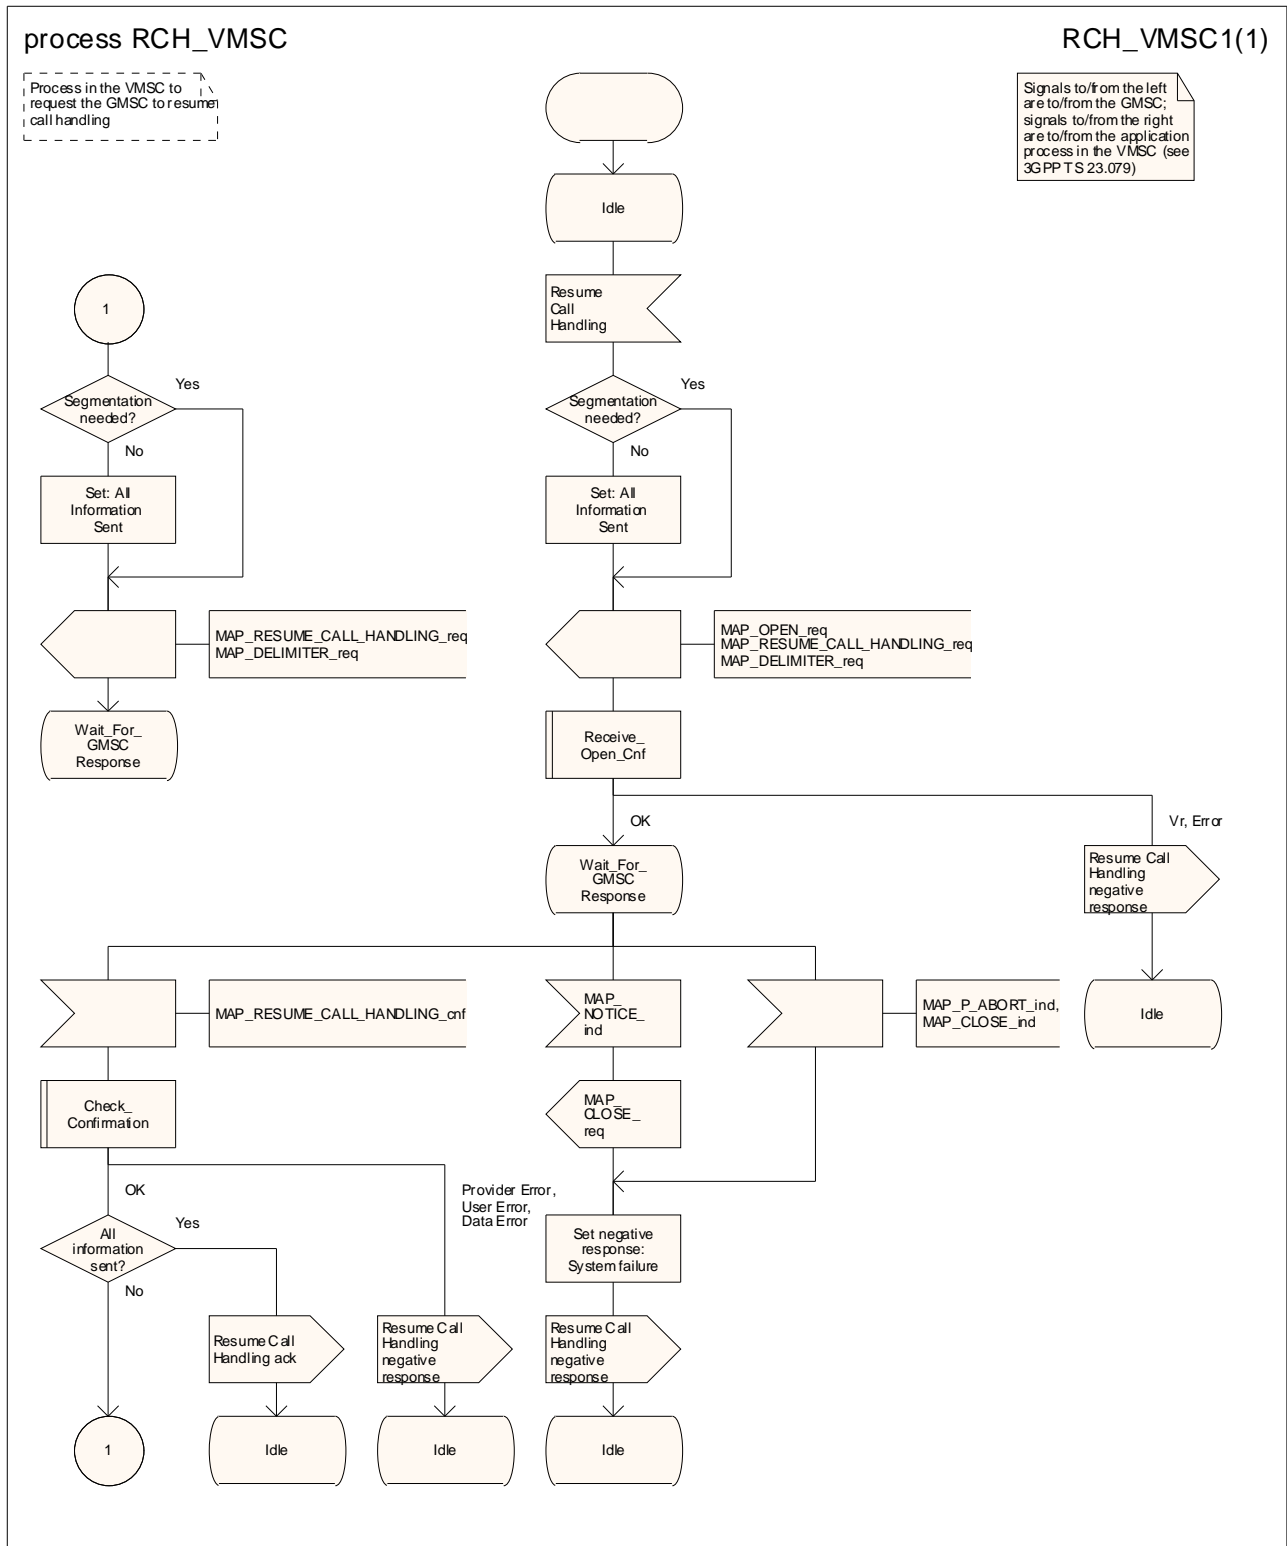 process RCH_VMSC
RCH_VMSC1(1)
Process in the VMSC to
request the GMSC to resume
call handling
Signals to/from the left
are to/from the GMSC;
signals to/from the right
are to/from the application
process in the VMSC (see
3GPP TS 23.079)
Idle
1
Resume
Call
Handling
Segmentation
needed?
Yes
No
Segmentation
needed?
Yes
No
Set: All
Information
Sent
Set: All
Information
Sent
MAP_RESUME_CALL_HANDLING_req
MAP_DELIMITER_req
MAP_OPEN_req
MAP_RESUME_CALL_HANDLING_req
MAP_DELIMITER_req
Wait_For_
GMSC
Response
Receive_
Open_Cnf
OK
Vr, Error
Wait_For_
GMSC
Response
Resume Call
Handling
negative
response
MAP_RESUME_CALL_HANDLING_cnf
MAP_
NOTICE_
ind
MAP_P_ABORT_ind,
MAP_CLOSE_ind
Idle
Check_
Confirmation
MAP_
CLOSE_
req
OK
Provider Error,
User Error,
Data Error
All
information
sent?
Yes
No
Set negative
response:
System failure
Resume Call
Handling ack
Resume Call
Handling
negative
response
Resume Call
Handling
negative
response
1
Idle
Idle
Idle